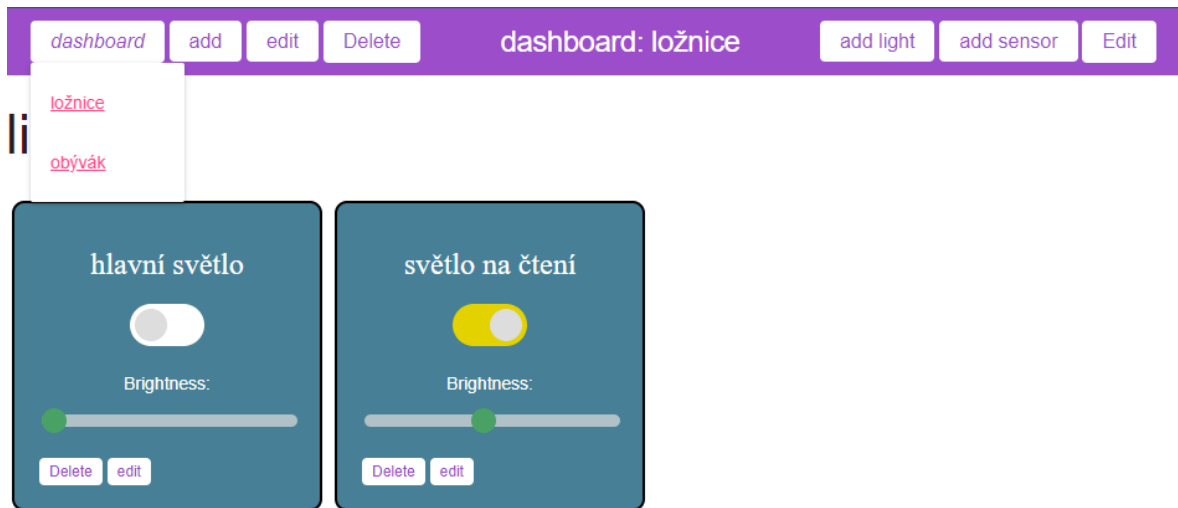 dashboard add edit Delete dashboard: ložnice add light add sensor Edit
ložnice
obývák
hlavní světlo
Brightness:
Delete edit
světlo na čtení
Brightness:
Delete edit